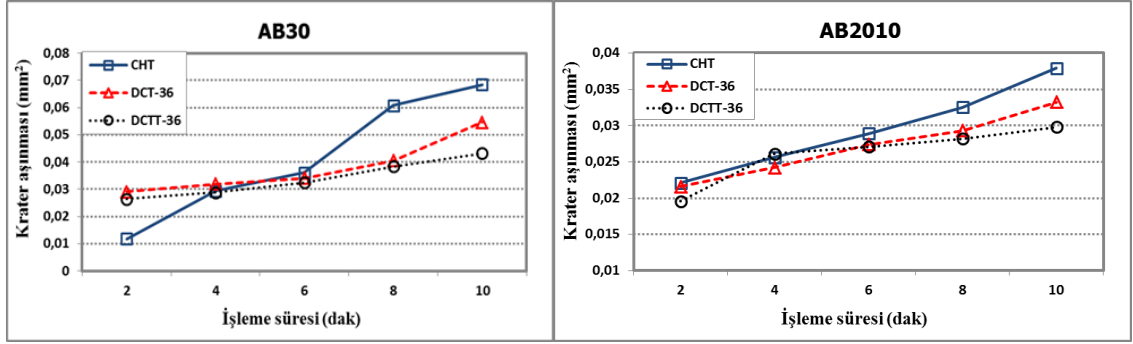 AB30
Krater aşınması (mm²)
0,08
0,07
0,06
0,05
0,04
0,03
0,02
0,01
0
CHT
DCT-36
DCTT-36
2 4 6 8 10
İşleme süresi (dak)
AB2010
Krater aşınması (mm²)
0,04
0,035
0,03
0,025
0,02
0,015
0,01
CHT
DCT-36
DCTT-36
2 4 6 8 10
İşleme süresi (dak)